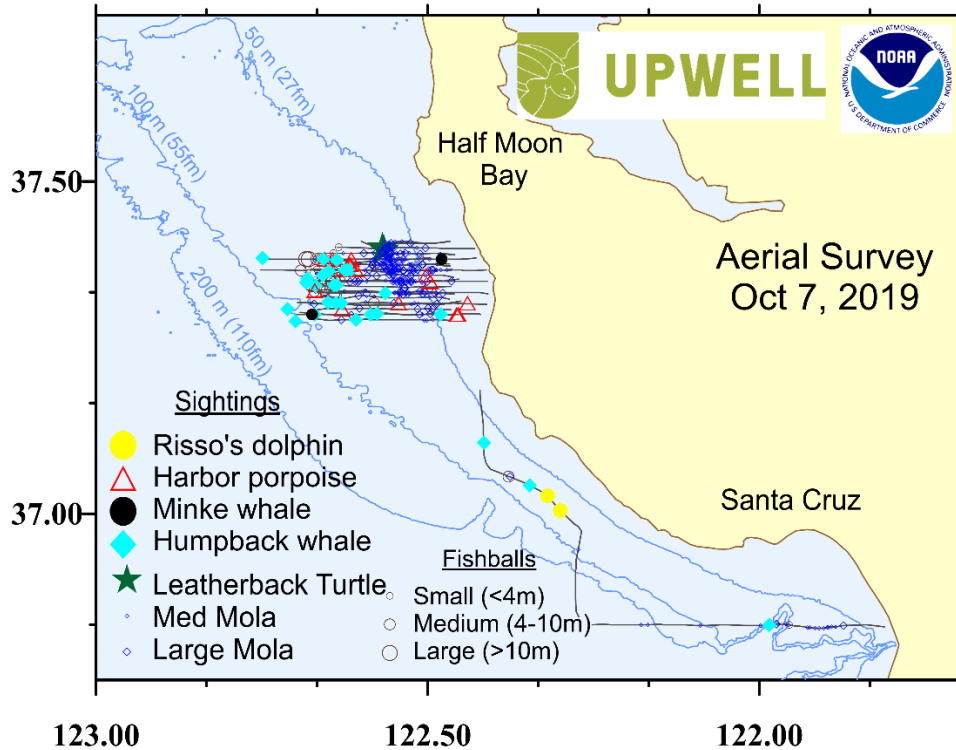 UPWELL
NATIONAL OCEANIC AND ATMOSPHERIC ADMINISTRATION
NOAA
U.S. DEPARTMENT OF COMMERCE
50 m (27fm)
100 m (55fm)
200 m (110fm)
Half Moon
Bay
37.50
Aerial Survey
Oct 7, 2019
Sightings
Risso's dolphin
Harbor porpoise
Minke whale
Humpback whale
Leatherback Turtle
Med Mola
Large Mola
Fishballs
Small (<4m)
Medium (4-10m)
Large (>10m)
37.00
Santa Cruz
123.00
122.50
122.00